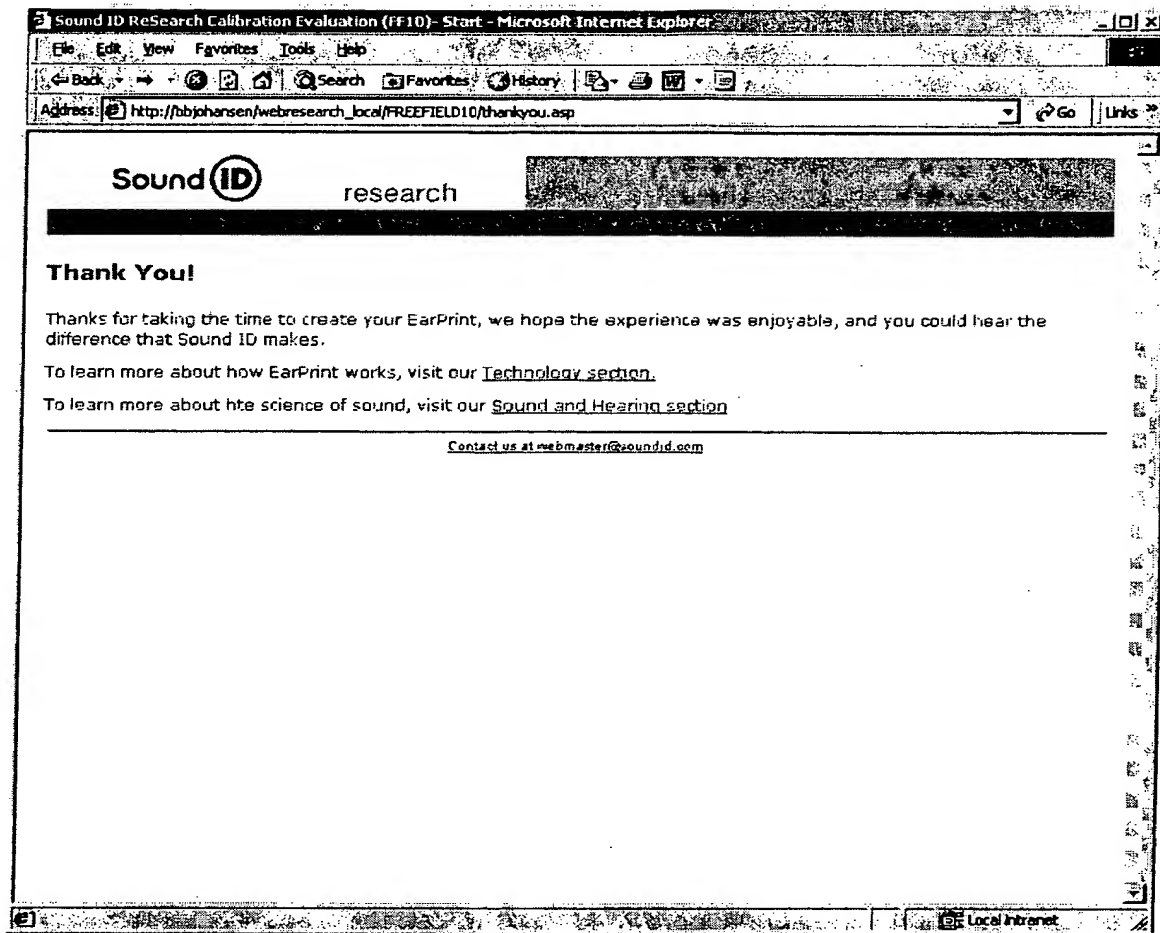 Sound ID ReSearch Calibration Evaluation (FF10)- Start - Microsoft Internet Explorer
File Edit View Favorites Tools Help
Back Search Favorites History
Address http://bbjohansen/webresearch_local/FREEFIELD10/thankyou.asp Go Links »
Sound ID research
Thank You!
Thanks for taking the time to create your EarPrint, we hope the experience was enjoyable, and you could hear the
difference that Sound ID makes.
To learn more about how EarPrint works, visit our Technology section.
To learn more about hte science of sound, visit our Sound and Hearing section
Contact us at webmaster@soundid.com
Local intranet